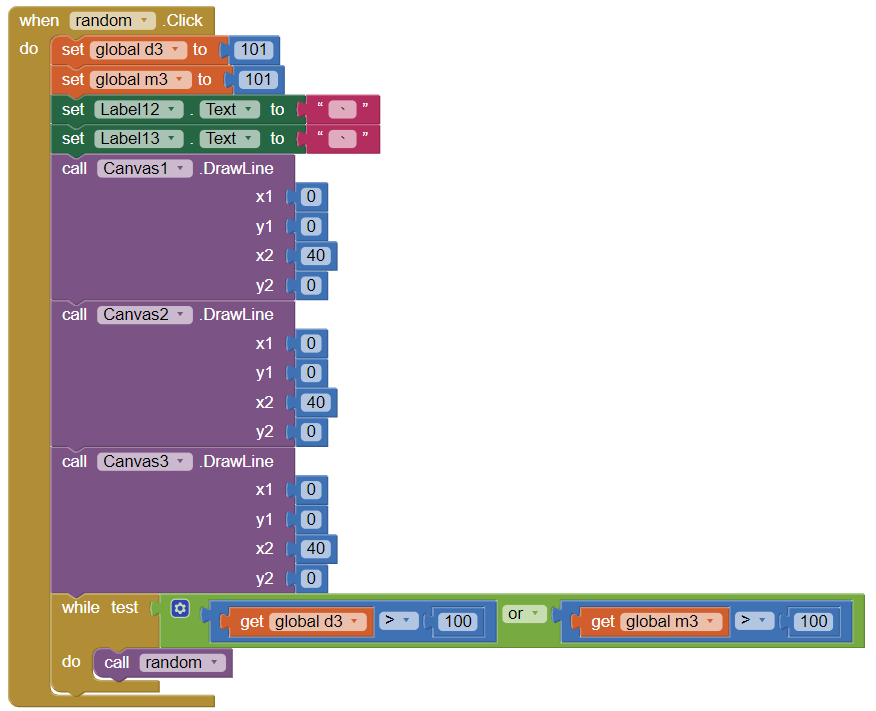 when random .Click
do set global d3 to 101
set global m3 to 101
set Label12 . Text to “ ` ”
set Label13 . Text to “ ` ”
call Canvas1 .DrawLine
x1 0
y1 0
x2 40
y2 0
call Canvas2 .DrawLine
x1 0
y1 0
x2 40
y2 0
call Canvas3 .DrawLine
x1 0
y1 0
x2 40
y2 0
while test get global d3 > 100 or get global m3 > 100
do call random